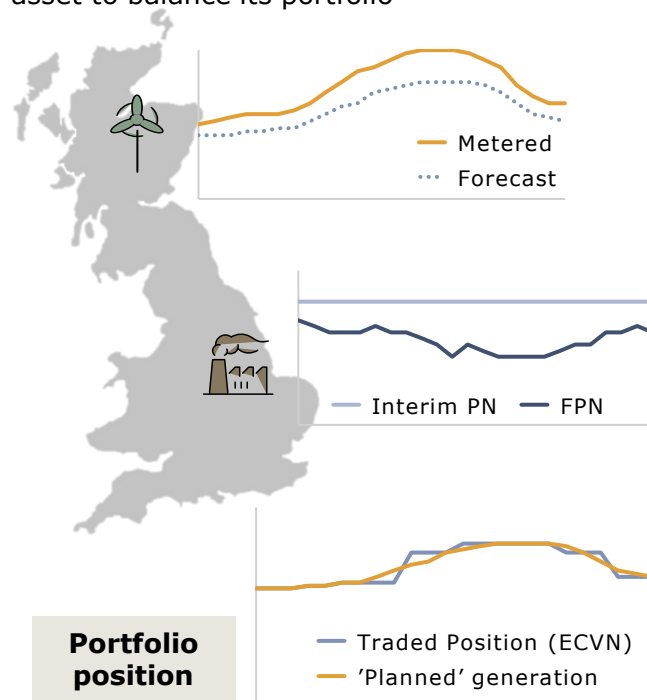 asset to balance its portfolio
Metered
Forecast
Interim PN
FPN
Portfolio
position
Traded Position (ECVN)
’Planned’ generation